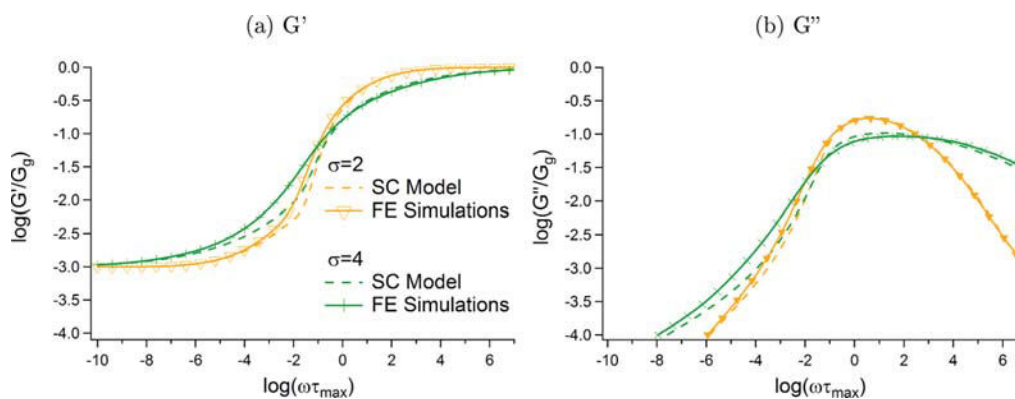 (a) G’
(b) G”
0.0
-0.5
-1.0
-1.5
-2.0
-2.5
-3.0
-3.5
-4.0
log(G'/Gg)
σ=2
SC Model
FE Simulations
σ=4
SC Model
FE Simulations
-10 -8 -6 -4 -2 0 2 4 6
log(ωτmax)
0.0
-0.5
-1.0
-1.5
-2.0
-2.5
-3.0
-3.5
-4.0
log(G"/Gg)
-10 -8 -6 -4 -2 0 2 4 6
log(ωτmax)